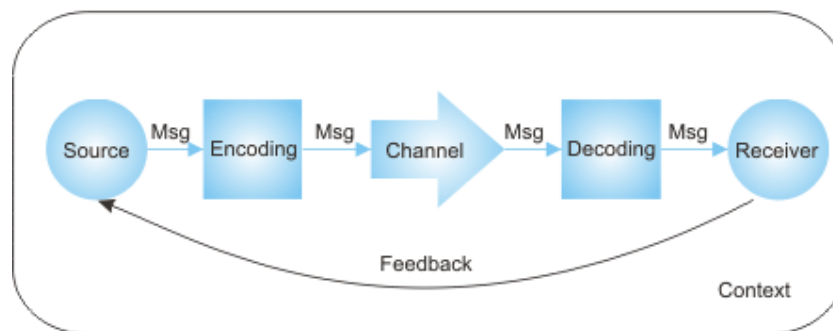 Msg Msg Msg Msg
Source Encoding Channel Decoding Receiver
Feedback
Context